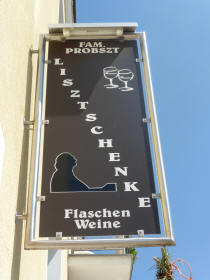 FAM.
PROBSZT
LISZTSCHENKE
Flaschen
Weine